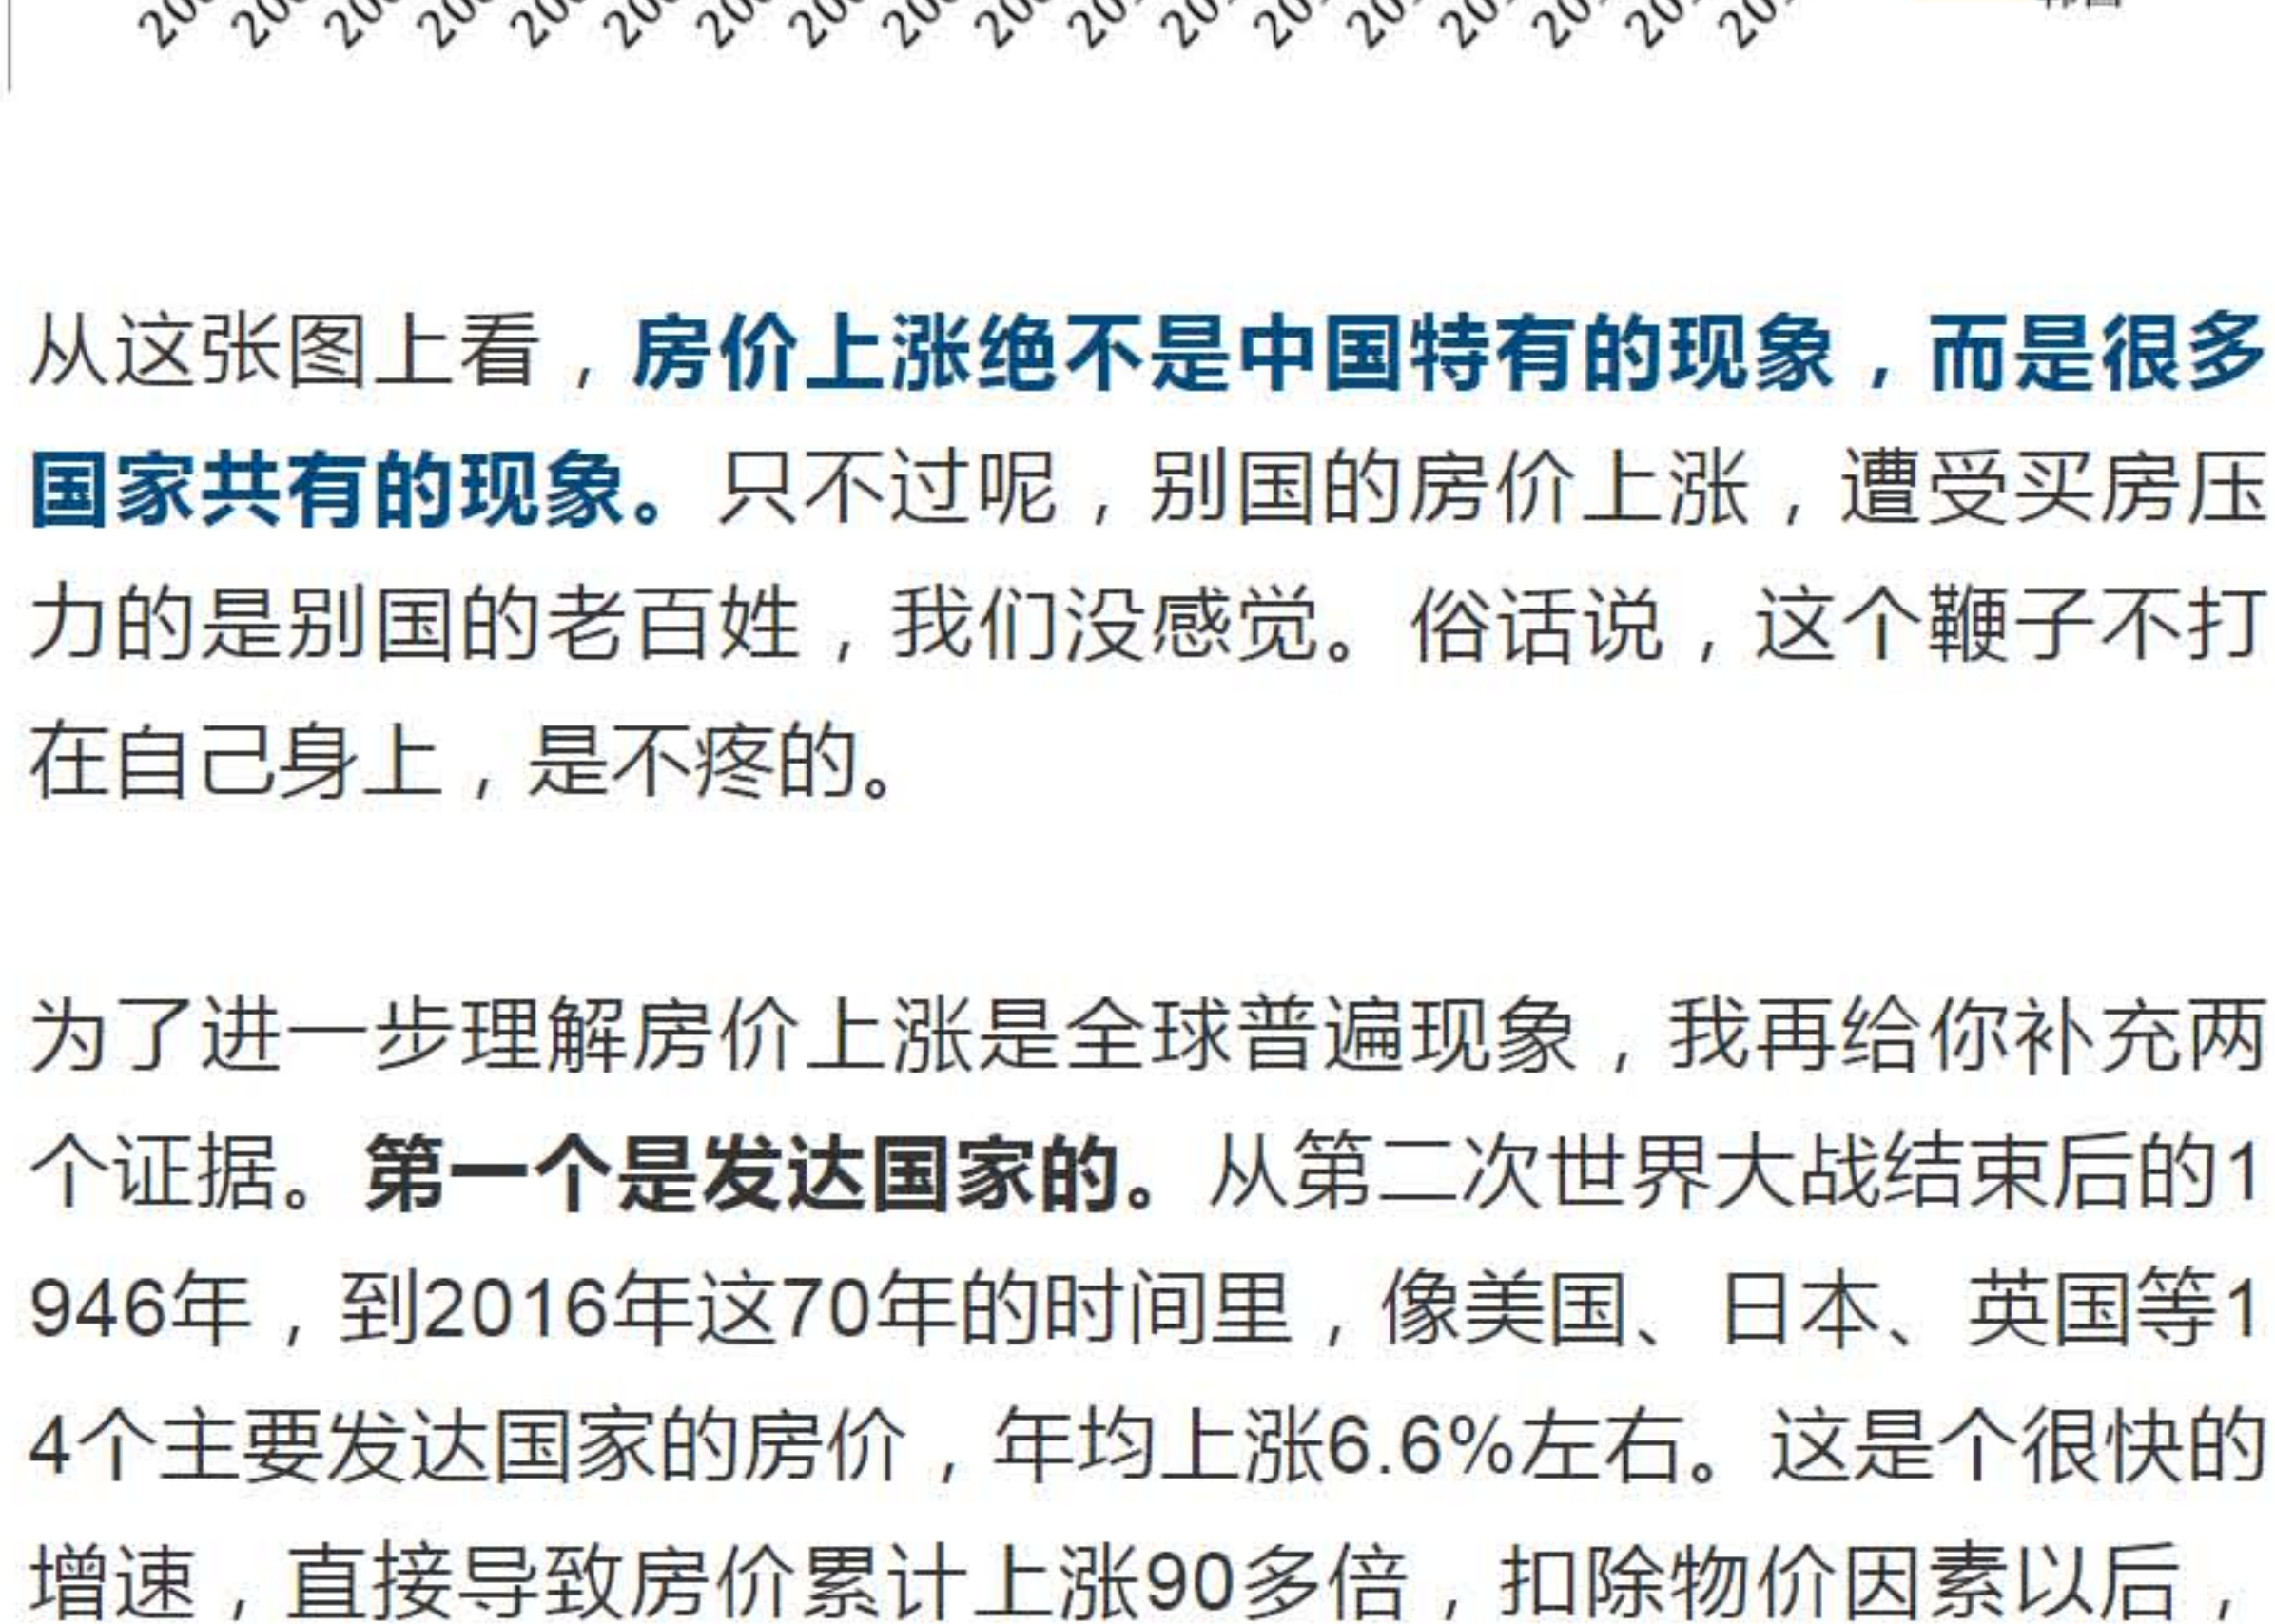 从这张图上看，房价上涨绝不是中国特有的现象，而是很多
国家共有的现象。只不过呢，别国的房价上涨，遭受买房压
力的是别国的老百姓，我们没感觉。俗话说，这个鞭子不打
在自己身上，是不疼的。
为了进一步理解房价上涨是全球普遍现象，我再给你补充两
个证据。第一个是发达国家的。从第二次世界大战结束后的1
946年，到2016年这70年的时间里，像美国、日本、英国等1
4个主要发达国家的房价，年均上涨6.6%左右。这是个很快的
增速，直接导致房价累计上涨90多倍，扣除物价因素以后，